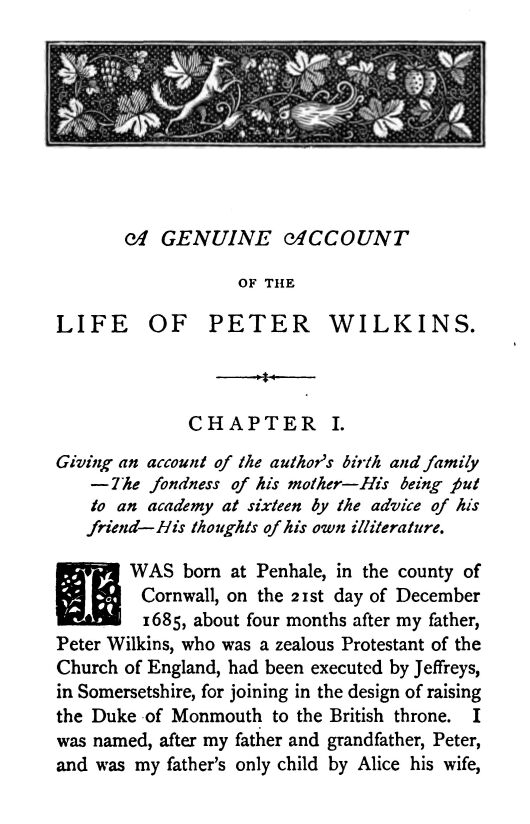 A GENUINE ACCOUNT
OF THE
LIFE OF PETER WILKINS.
CHAPTER I.
Giving an account of the author's birth and family
—The fondness of his mother—His being put
to an academy at sixteen by the advice of his
friend—His thoughts of his own illiterature.
I WAS born at Penhale, in the county of
Cornwall, on the 21st day of December
1685, about four months after my father,
Peter Wilkins, who was a zealous Protestant of the
Church of England, had been executed by Jeffreys,
in Somersetshire, for joining in the design of raising
the Duke of Monmouth to the British throne. I
was named, after my father and grandfather, Peter,
and was my father's only child by Alice his wife,